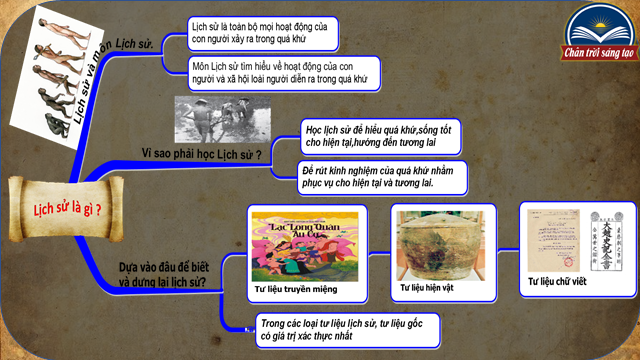 Lịch sử và môn Lịch sử.
Lịch sử là toàn bộ mọi hoạt động của
con người xảy ra trong quá khứ
Môn Lịch sử tìm hiểu về hoạt động của con
người và xã hội loài người diễn ra trong quá khứ
Chân trời sáng tạo
Vì sao phải học Lịch sử ?
Học lịch sử để hiểu quá khứ,sống tốt
cho hiện tại,hướng đến tương lai
Để rút kinh nghiệm của quá khứ nhằm
phục vụ cho hiện tại và tương lai.
Lịch sử là gì ?
Dựa vào đâu để biết
và dựng lại lịch sử?
Lạc Long Quân
Âu Cơ
Tư liệu truyền miệng
Tư liệu hiện vật
大越史記全書
Tư liệu chữ viết
Trong các loại tư liệu lịch sử, tư liệu gốc
có giá trị xác thực nhất